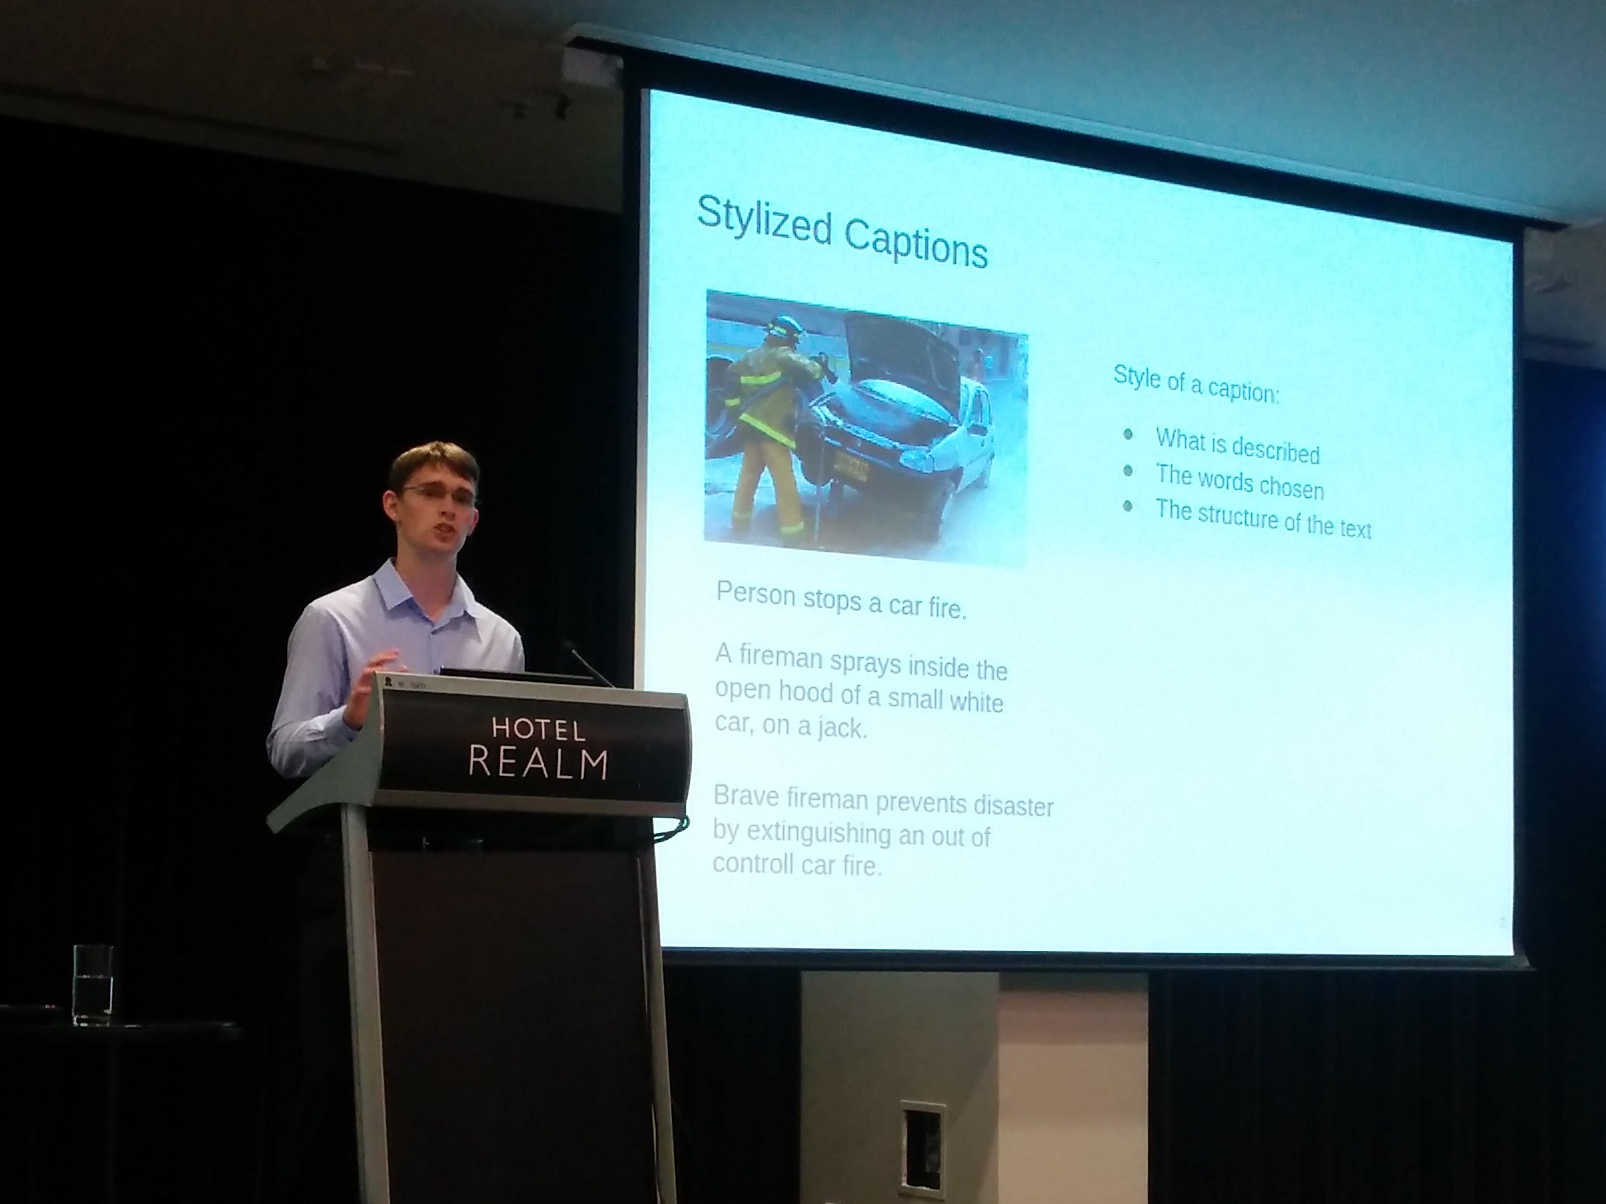 Stylized Captions
Style of a caption:
What is described
The words chosen
The structure of the text
Person stops a car fire.
A fireman sprays inside the
open hood of a small white
car, on a jack.
Brave fireman prevents disaster
by extinguishing an out of
controll car fire.
2
HOTEL
REALM